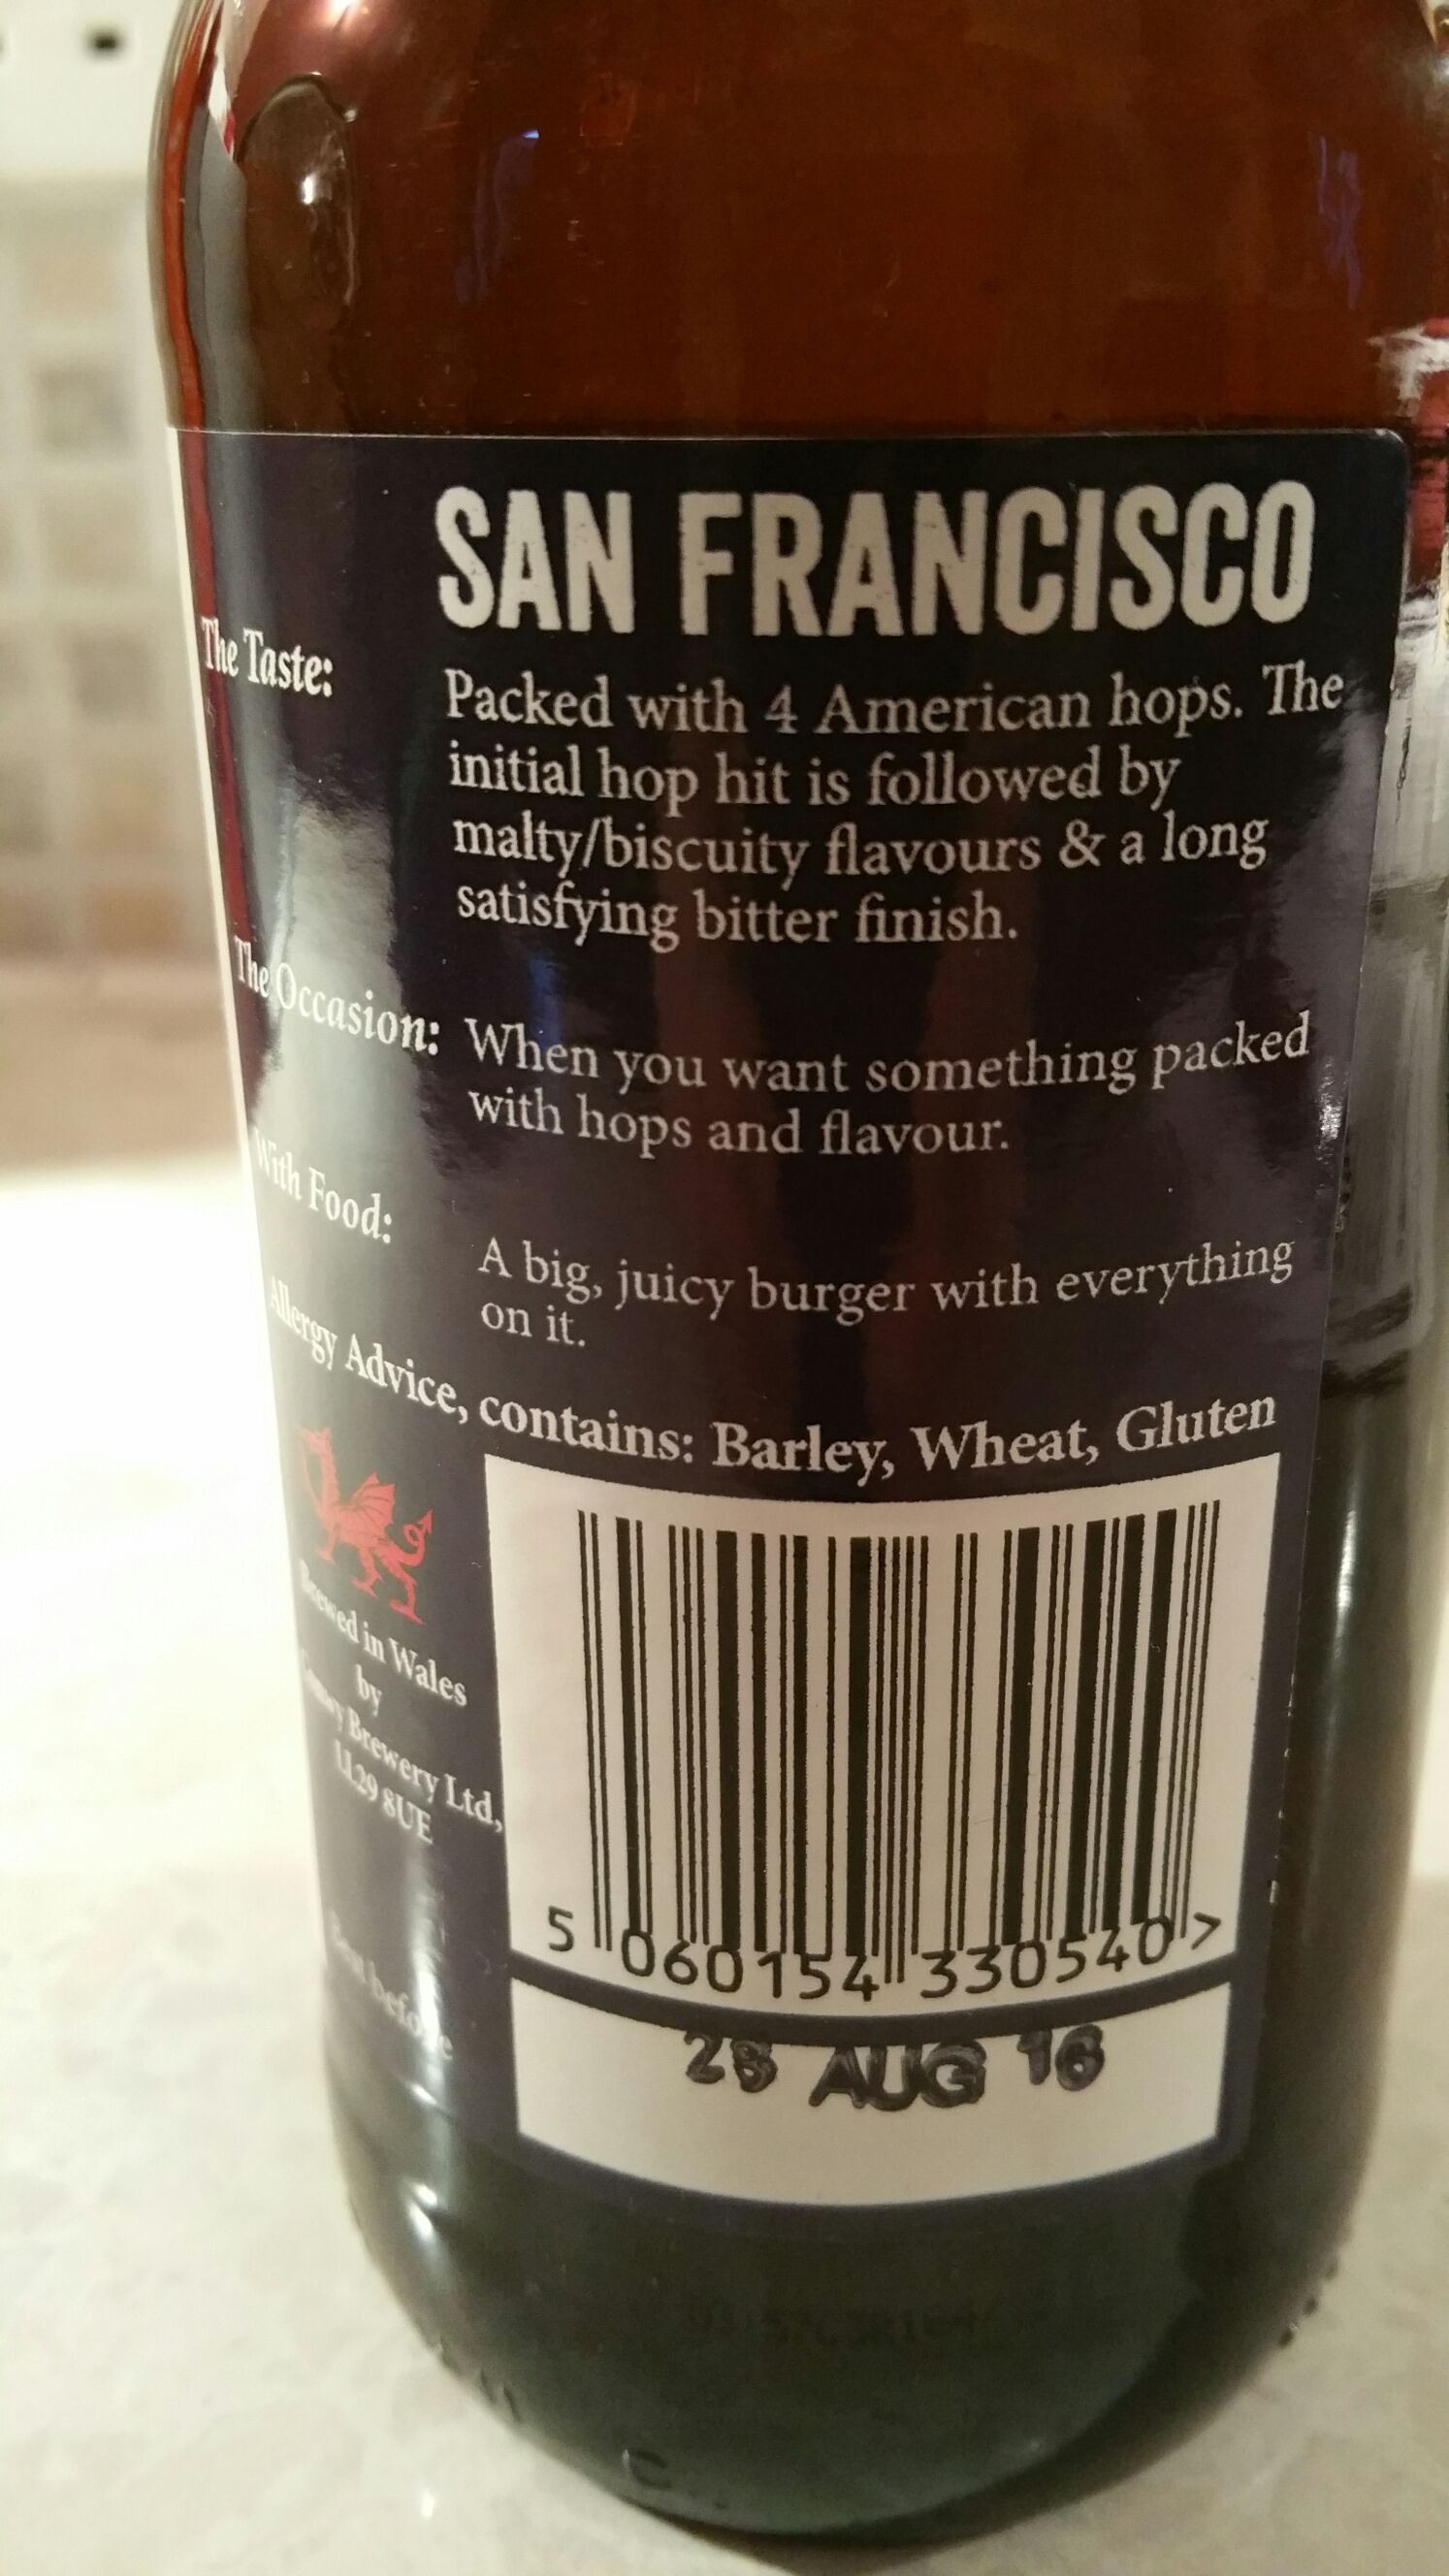 SAN FRANCISCO
The Taste:
Packed with 4 American hops. The
initial hop hit is followed by
malty/biscuity flavours & a long
satisfying bitter finish.
The Occasion: When you want something packed
with hops and flavour.
With Food:
A big, juicy burger with everything
on it.
Allergy Advice, contains: Barley, Wheat, Gluten
Brewed in Wales
by
Brewery Ltd,
LL29 8UE
Best before
5 060154 330540 >
28 AUG 16